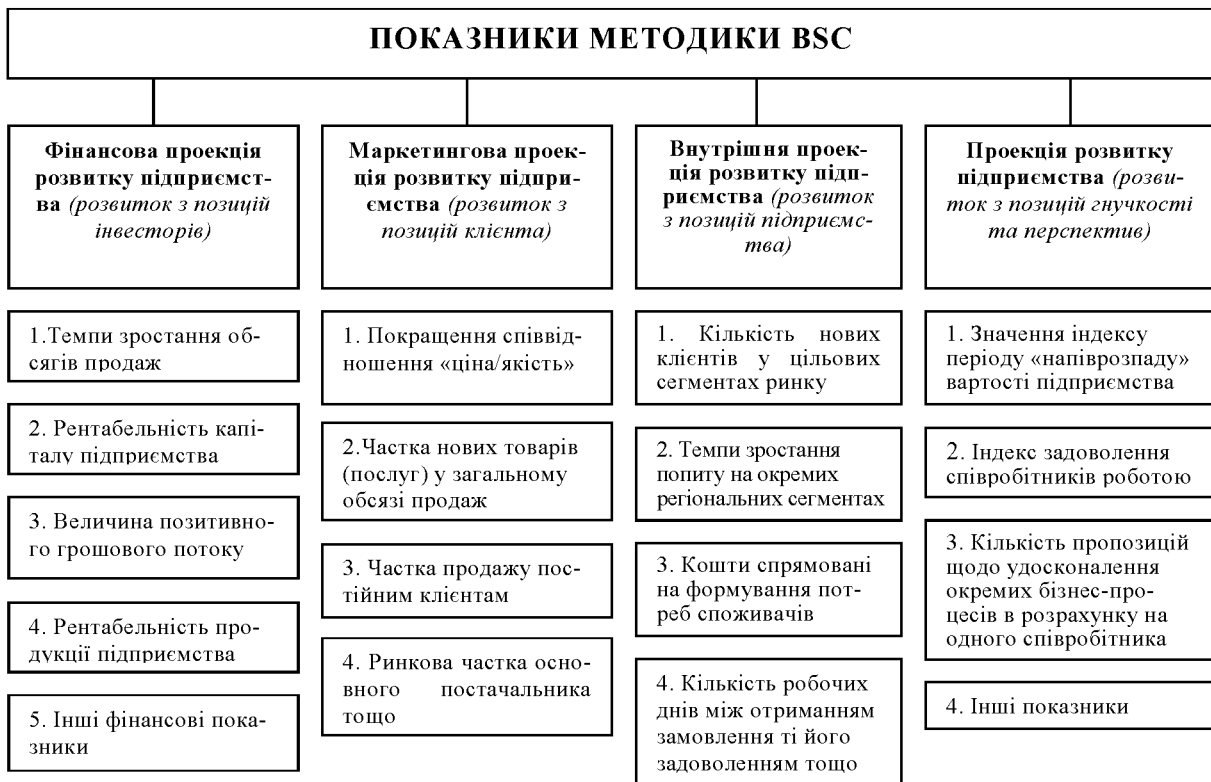 ПОКАЗНИКИ МЕТОДИКИ BSC
Фінансова проекція
розвитку підприємст-
ва (розвиток з позицій
інвесторів)
1.Темпи зростання об-
сягів продаж
2. Рентабельність капі-
талу підприємства
3. Величина позитивно-
го грошового потоку
4. Рентабельність про-
дукції підприємства
5. Інші фінансові пока-
зники
Маркетингова проек-
ція розвитку підпри-
ємства (розвиток з
позицій клієнта)
1. Покращення співвід-
ношення «ціна/якість»
2.Частка нових товарів
(послуг) у загальному
обсязі продаж
3. Частка продажу пос-
тійним клієнтам
4. Ринкова частка осно-
вного постачальника
тощо
Внутрішня проек-
ція розвитку підп-
риємства (розвиток
з позицій підприємс-
тва)
1. Кількість нових
клієнтів у цільових
сегментах ринку
2. Темпи зростання
попиту на окремих
регіональних сегментах
3. Кошти спрямовані
на формування пот-
реб споживачів
4. Кількість робочих
днів між отриманням
замовлення ті його
задоволенням тощо
Проекція розвитку
підприємства (розви-
ток з позицій гнучкості
та перспектив)
1. Значення індексу
періоду «напіврозпаду»
вартості підприємства
2. Індекс задоволення
співробітників роботою
3. Кількість пропозицій
щодо удосконалення
окремих бізнес-про-
цесів в розрахунку на
одного співробітника
4. Інші показники